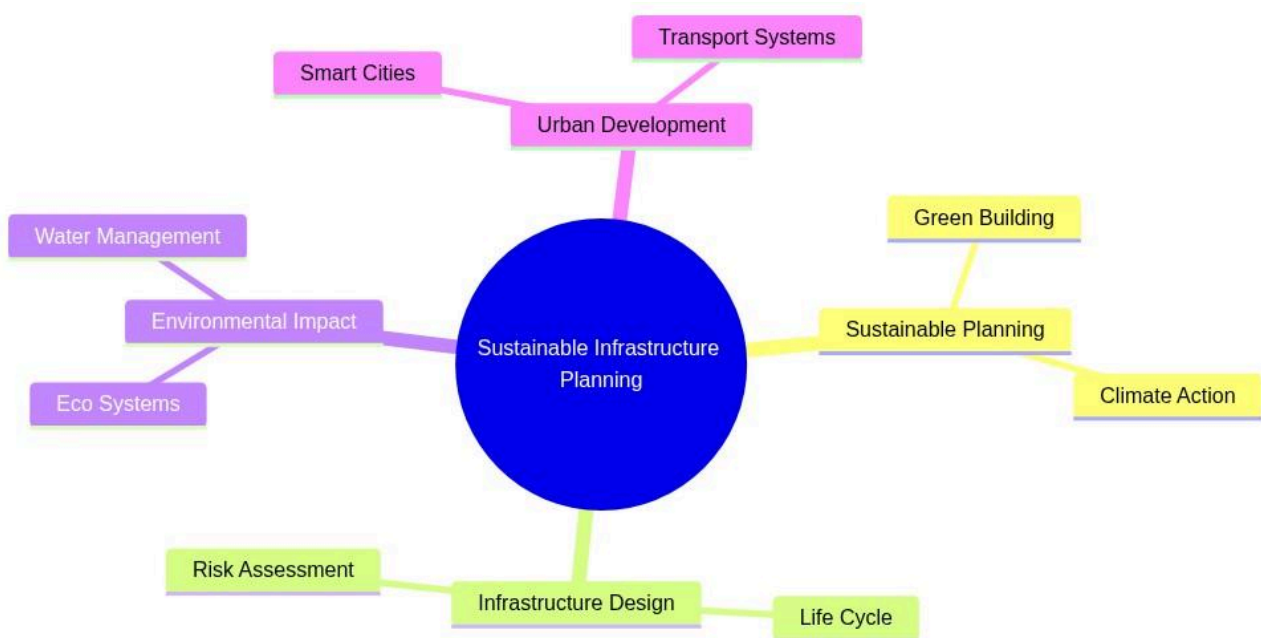 Transport Systems
Smart Cities
Urban Development
Green Building
Water Management
Environmental Impact
Sustainable Planning
Sustainable Infrastructure
Planning
Eco Systems
Climate Action
Risk Assessment
Infrastructure Design
Life Cycle